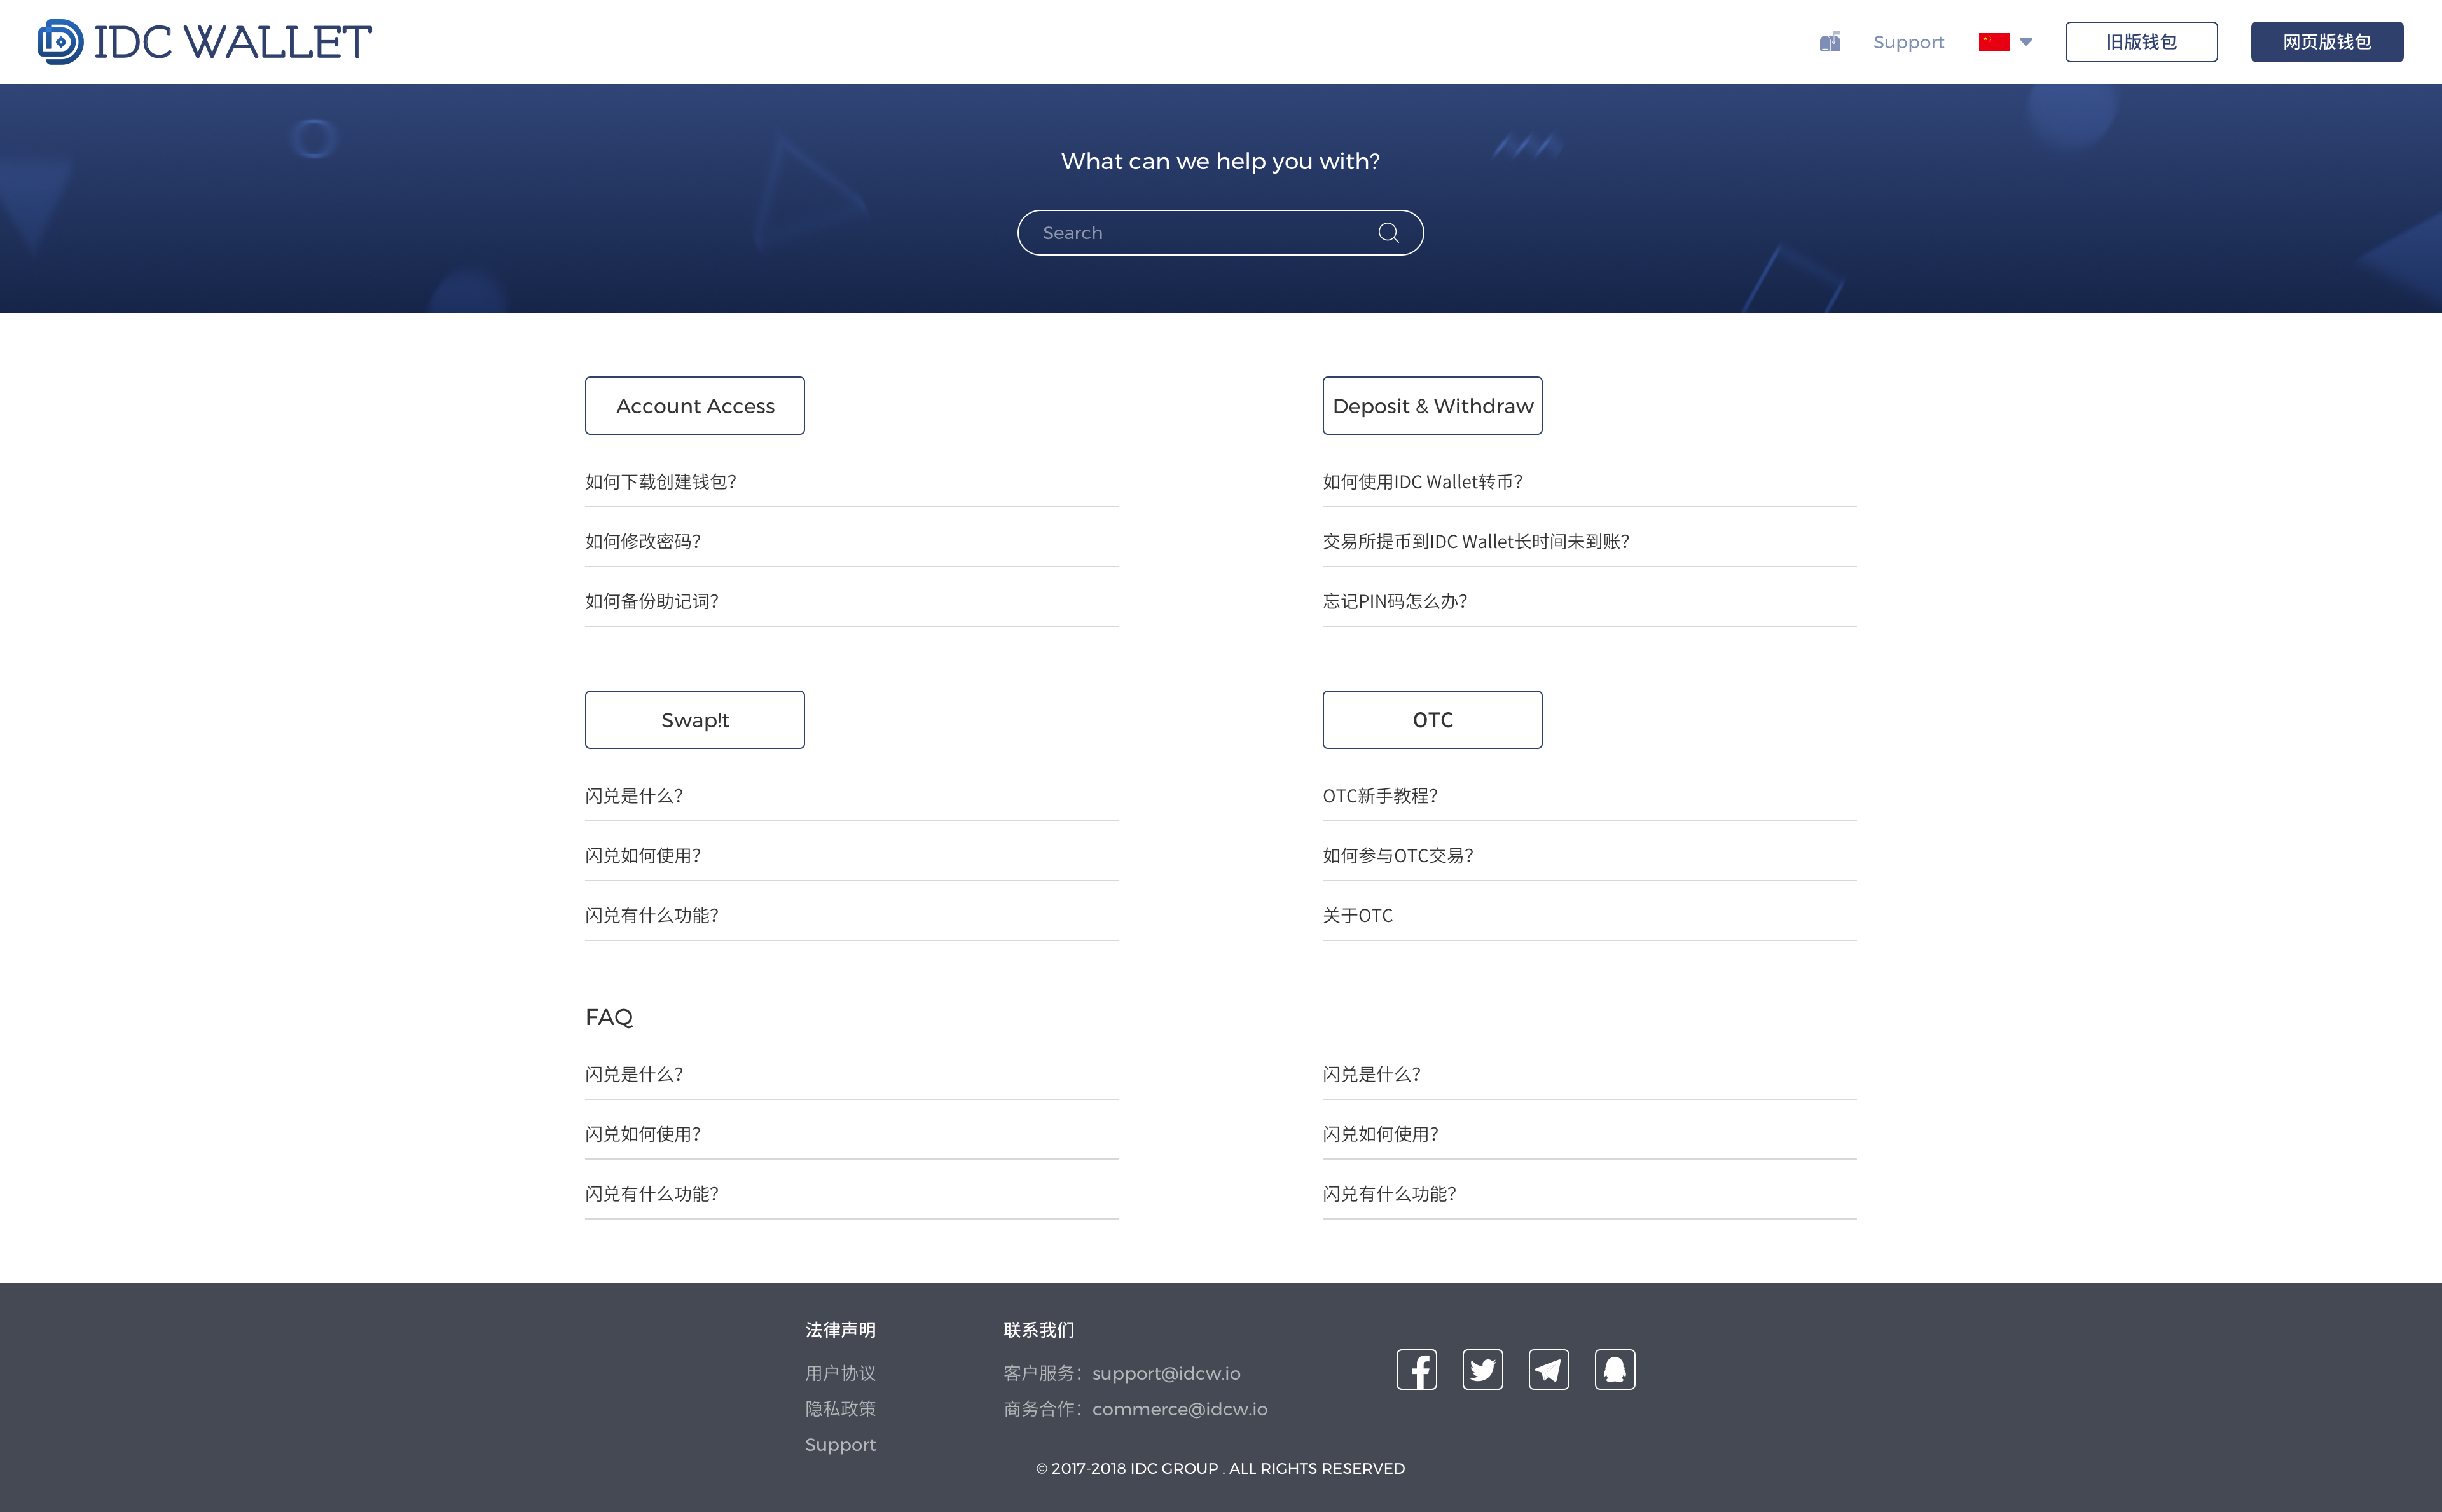 IDC WALLET
Support
旧版钱包
网页版钱包
What can we help you with?
Search
Account Access
如何下载创建钱包?
如何修改密码?
如何备份助记词?
Deposit & Withdraw
如何使用IDC Wallet转币?
交易所提币到IDC Wallet长时间未到账?
忘记PIN码怎么办?
Swap!t
闪兑是什么?
闪兑如何使用?
闪兑有什么功能?
OTC
OTC新手教程?
如何参与OTC交易?
关于OTC
FAQ
闪兑是什么?
闪兑如何使用?
闪兑有什么功能?
闪兑是什么?
闪兑如何使用?
闪兑有什么功能?
法律声明
用户协议
隐私政策
Support
联系我们
客户服务：support@idcw.io
商务合作：commerce@idcw.io
© 2017-2018 IDC GROUP . ALL RIGHTS RESERVED